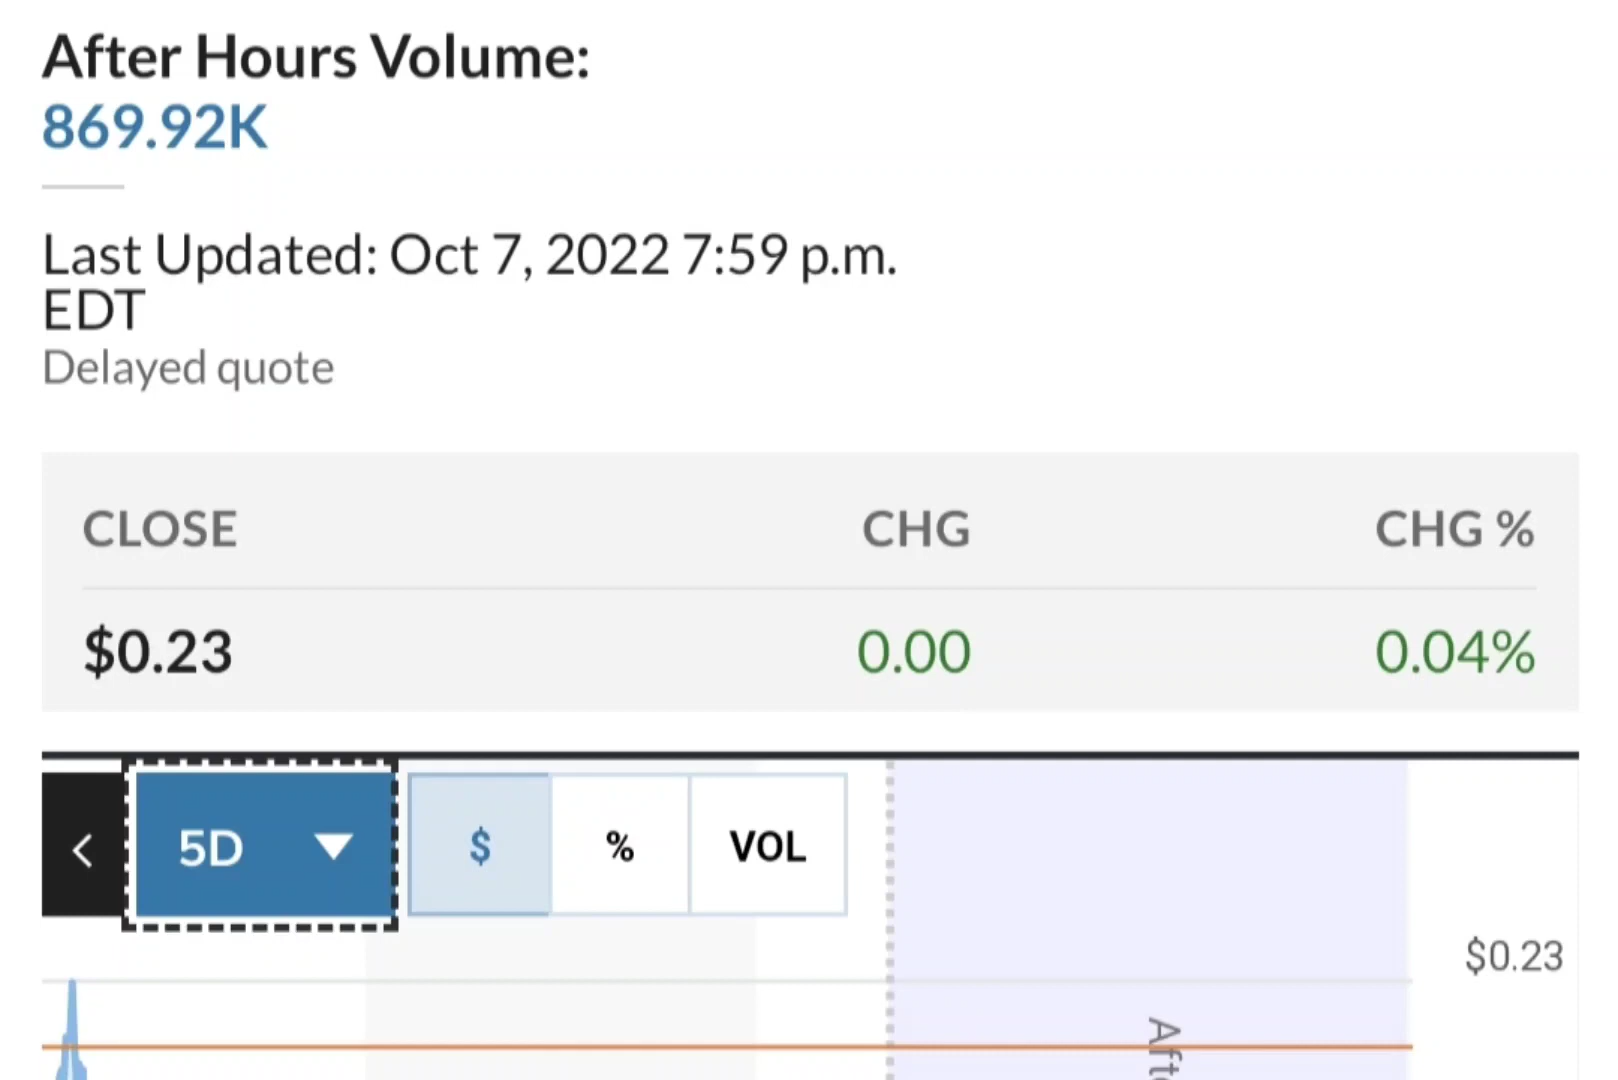 After Hours Volume:
869.92K
Last Updated: Oct 7, 2022 7:59 p.m.
EDT
Delayed quote
CLOSE CHG CHG %
$0.23 0.00 0.04%
5D $ % VOL
$0.23